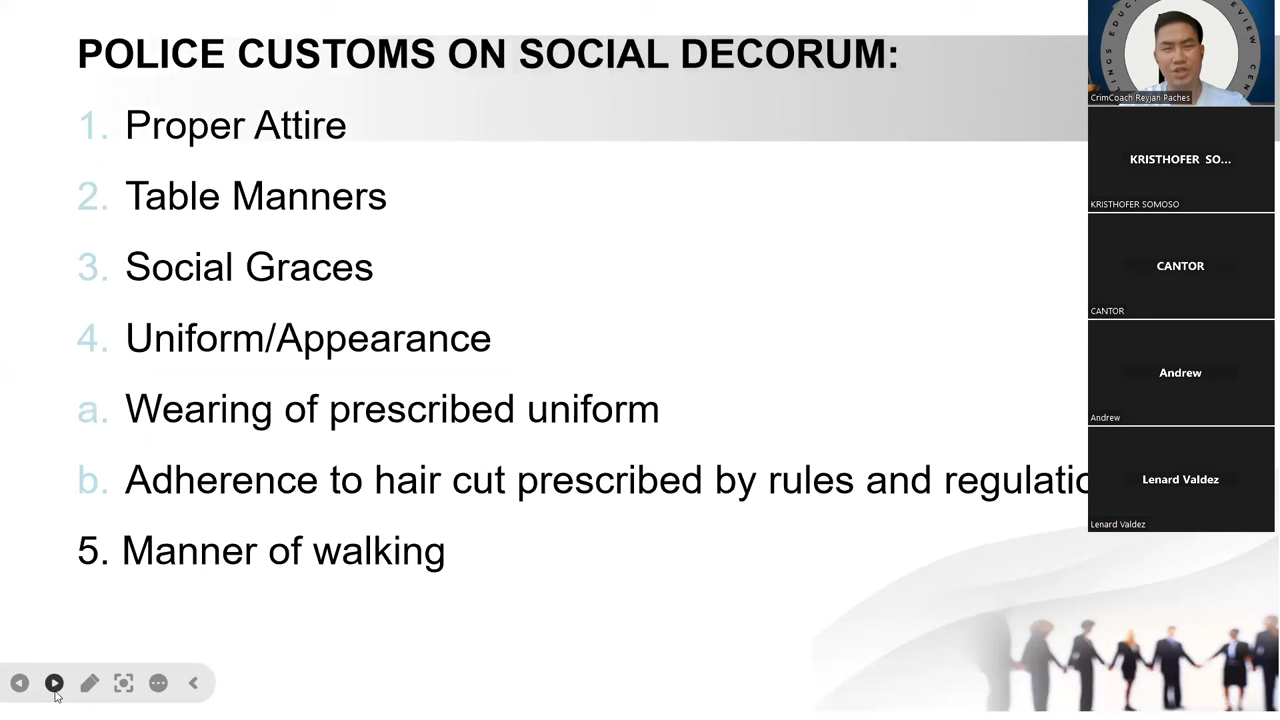 POLICE CUSTOMS ON SOCIAL DECORUM:
1. Proper Attire
2. Table Manners
3. Social Graces
4. Uniform/Appearance
a. Wearing of prescribed uniform
b. Adherence to hair cut prescribed by rules and regulatio
5. Manner of walking
CrimCoach Reyjan Paches
KRISTHOFER SO...
KRISTHOFER SOMOSO
CANTOR
CANTOR
Andrew
Andrew
Lenard Valdez
Lenard Valdez